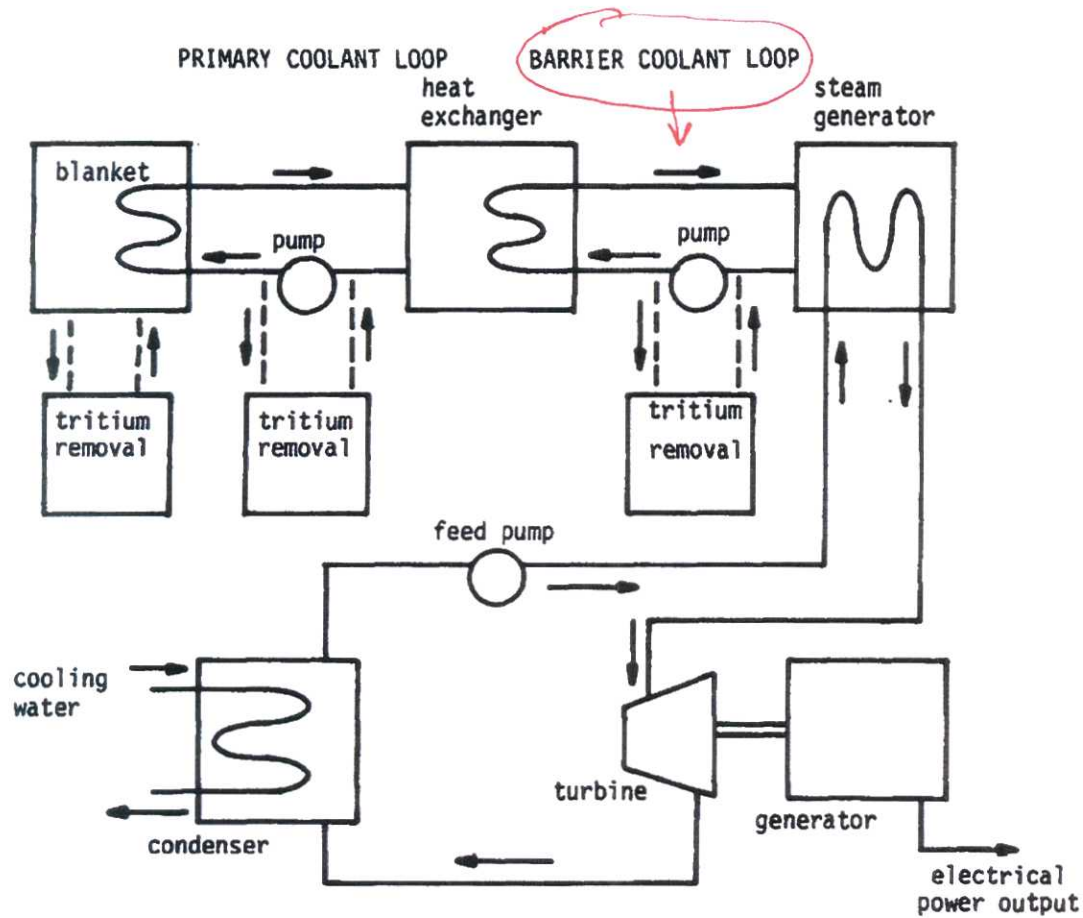 PRIMARY COOLANT LOOP
BARRIER COOLANT LOOP
heat
exchanger
steam
generator
blanket
pump
pump
tritium
removal
tritium
removal
tritium
removal
feed pump
cooling
water
condenser
turbine
generator
electrical
power output